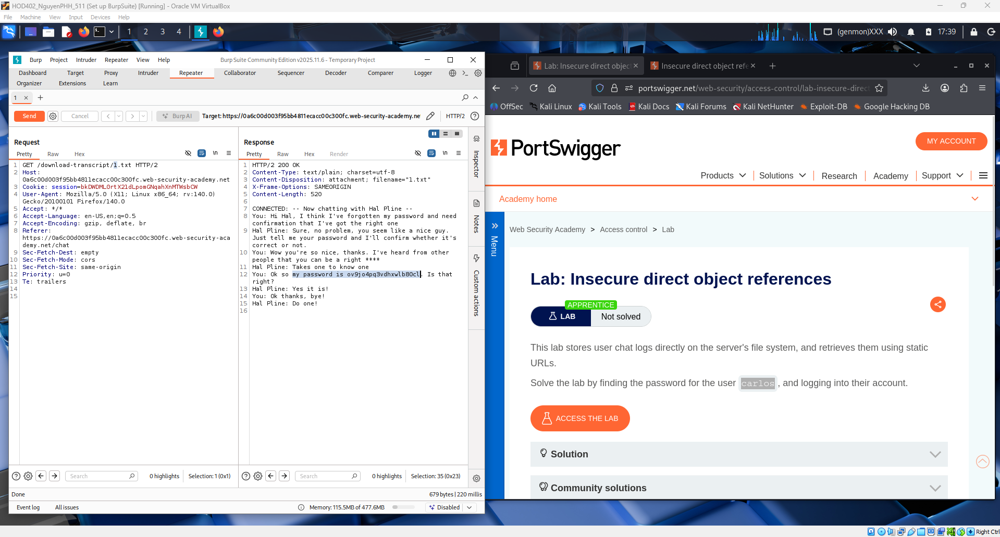 HOD402_NguyenPHH_511 (Set up BurpSuite) [Running] - Oracle VM VirtualBox
File Machine View Input Devices Help
1 2 3 4 (genmon)XXX 17:39
Burp Project Intruder Repeater View Help Burp Suite Community Edition v2025.11.6 - Temporary Project
Dashboard Target Proxy Intruder Repeater Collaborator Sequencer Decoder Comparer Logger
Organizer Extensions Learn
1 × +
Send Cancel < > Burp AI Target: https://0a6c00d003f95bb4811ecacc00c300fc.web-security-academy.ne HTTP/2
Request
Pretty Raw Hex \n
1 GET /download-transcript/1.txt HTTP/2
2 Host:
0a6c00d003f95bb4811ecacc00c300fc.web-security-academy.net
3 Cookie: session=bkDWDML0rtX21dLpomGNqahXnMTWsbCW
4 User-Agent: Mozilla/5.0 (X11; Linux x86_64; rv:140.0)
Gecko/20100101 Firefox/140.0
5 Accept: */*
6 Accept-Language: en-US,en;q=0.5
7 Accept-Encoding: gzip, deflate, br
8 Referer:
https://0a6c00d003f95bb4811ecacc00c300fc.web-security-aca
demy.net/chat
9 Sec-Fetch-Dest: empty
10 Sec-Fetch-Mode: cors
11 Sec-Fetch-Site: same-origin
12 Priority: u=0
13 Te: trailers
14
15
Search 0 highlights Selection: 1 (0x1)
Response
Pretty Raw Hex Render \n
1 HTTP/2 200 OK
2 Content-Type: text/plain; charset=utf-8
3 Content-Disposition: attachment; filename="1.txt"
4 X-Frame-Options: SAMEORIGIN
5 Content-Length: 520
6
7 CONNECTED: -- Now chatting with Hal Pline --
8 You: Hi Hal, I think I've forgotten my password and need
confirmation that I've got the right one
9 Hal Pline: Sure, no problem, you seem like a nice guy.
Just tell me your password and I'll confirm whether it's
correct or not.
10 You: Wow you're so nice, thanks. I've heard from other
people that you can be a right ****
11 Hal Pline: Takes one to know one
12 You: Ok so my password is ov9jo4pq3vdhxwlb80cl. Is that
right?
13 Hal Pline: Yes it is!
14 You: Ok thanks, bye!
15 Hal Pline: Do one!
16
Search 0 highlights Selection: 35 (0x23)
Inspector
Notes
Custom actions
Done 679 bytes | 220 millis
Event log All issues Memory: 115.5MB of 477.6MB Disabled
Lab: Insecure direct objec × Insecure direct object refe × +
portswigger.net/web-security/access-control/lab-insecure-direct
OffSec Kali Linux Kali Tools Kali Docs Kali Forums Kali NetHunter Exploit-DB Google Hacking DB
PortSwigger
MY ACCOUNT
Products Solutions Research Academy Support
Academy home
Menu
Web Security Academy > Access control > Lab
Lab: Insecure direct object references
APPRENTICE
LAB Not solved
This lab stores user chat logs directly on the server's file system, and retrieves them using static
URLs.
Solve the lab by finding the password for the user carlos, and logging into their account.
ACCESS THE LAB
Solution
Community solutions
Right Ctrl